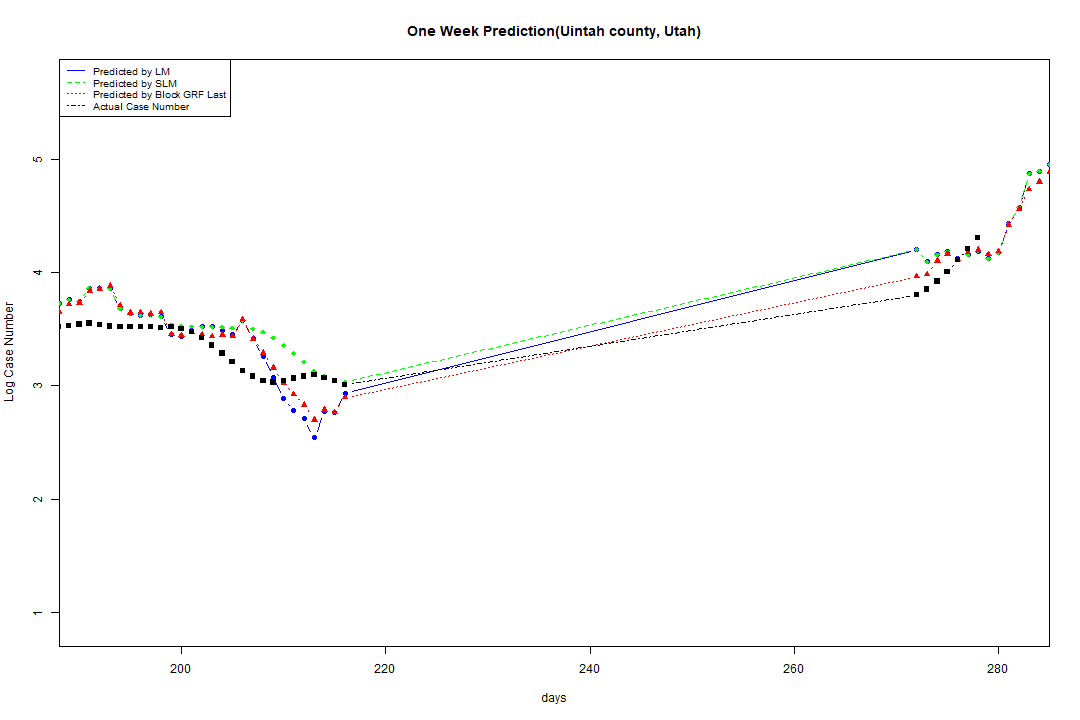 One Week Prediction(Uintah county, Utah)
Predicted by LM
Predicted by SLM
Predicted by Block GRF Last
Actual Case Number
5
4
3
2
1
Log Case Number
200 220 240 260 280
days